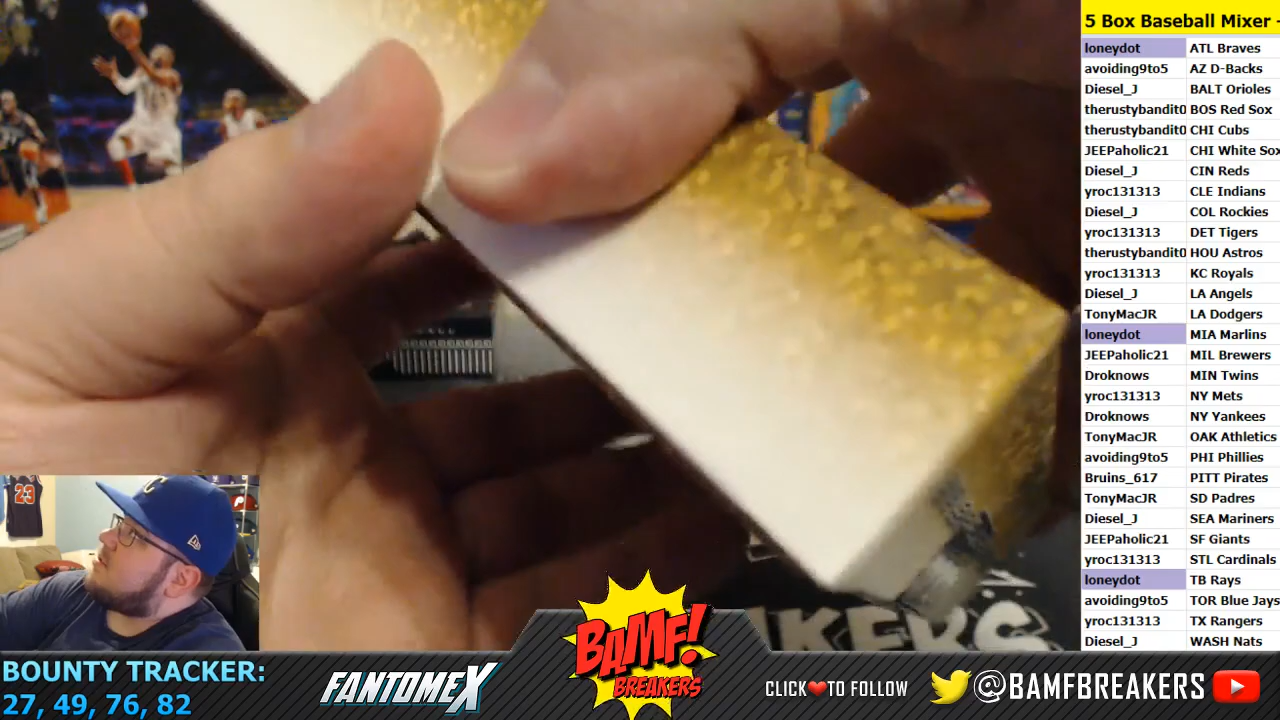 5 Box Baseball Mixer -
loneydot ATL Braves
avoiding9to5 AZ D-Backs
Diesel_J BALT Orioles
therustybandit0 BOS Red Sox
therustybandit0 CHI Cubs
JEEPaholic21 CHI White Sox
Diesel_J CIN Reds
yroc131313 CLE Indians
Diesel_J COL Rockies
yroc131313 DET Tigers
therustybandit0 HOU Astros
yroc131313 KC Royals
Diesel_J LA Angels
TonyMacJR LA Dodgers
loneydot MIA Marlins
JEEPaholic21 MIL Brewers
Droknows MIN Twins
yroc131313 NY Mets
Droknows NY Yankees
TonyMacJR OAK Athletics
avoiding9to5 PHI Phillies
Bruins_617 PITT Pirates
TonyMacJR SD Padres
Diesel_J SEA Mariners
JEEPaholic21 SF Giants
yroc131313 STL Cardinals
loneydot TB Rays
avoiding9to5 TOR Blue Jays
yroc131313 TX Rangers
Diesel_J WASH Nats
23
KERS
BOUNTY TRACKER:
27, 49, 76, 82
FANTOMEX
BAMF!
BREAKERS
CLICK❤TO FOLLOW
@BAMFBREAKERS